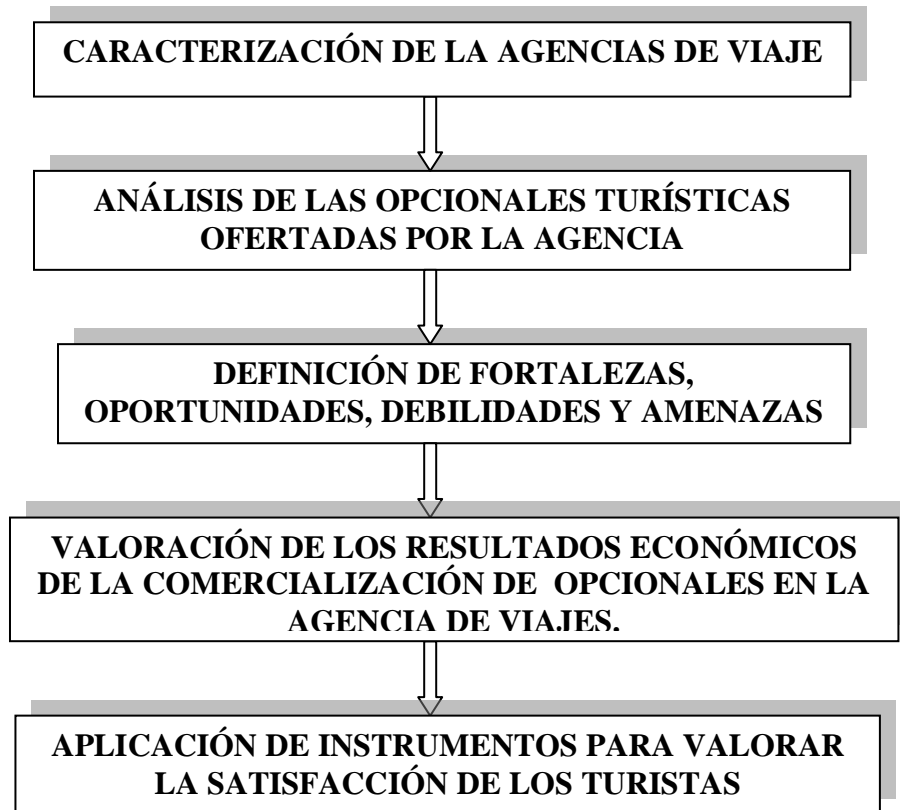 CARACTERIZACIÓN DE LA AGENCIAS DE VIAJE
ANÁLISIS DE LAS OPCIONALES TURÍSTICAS
OFERTADAS POR LA AGENCIA
DEFINICIÓN DE FORTALEZAS,
OPORTUNIDADES, DEBILIDADES Y AMENAZAS
VALORACIÓN DE LOS RESULTADOS ECONÓMICOS
DE LA COMERCIALIZACIÓN DE OPCIONALES EN LA
AGENCIA DE VIAJES.
APLICACIÓN DE INSTRUMENTOS PARA VALORAR
LA SATISFACCIÓN DE LOS TURISTAS